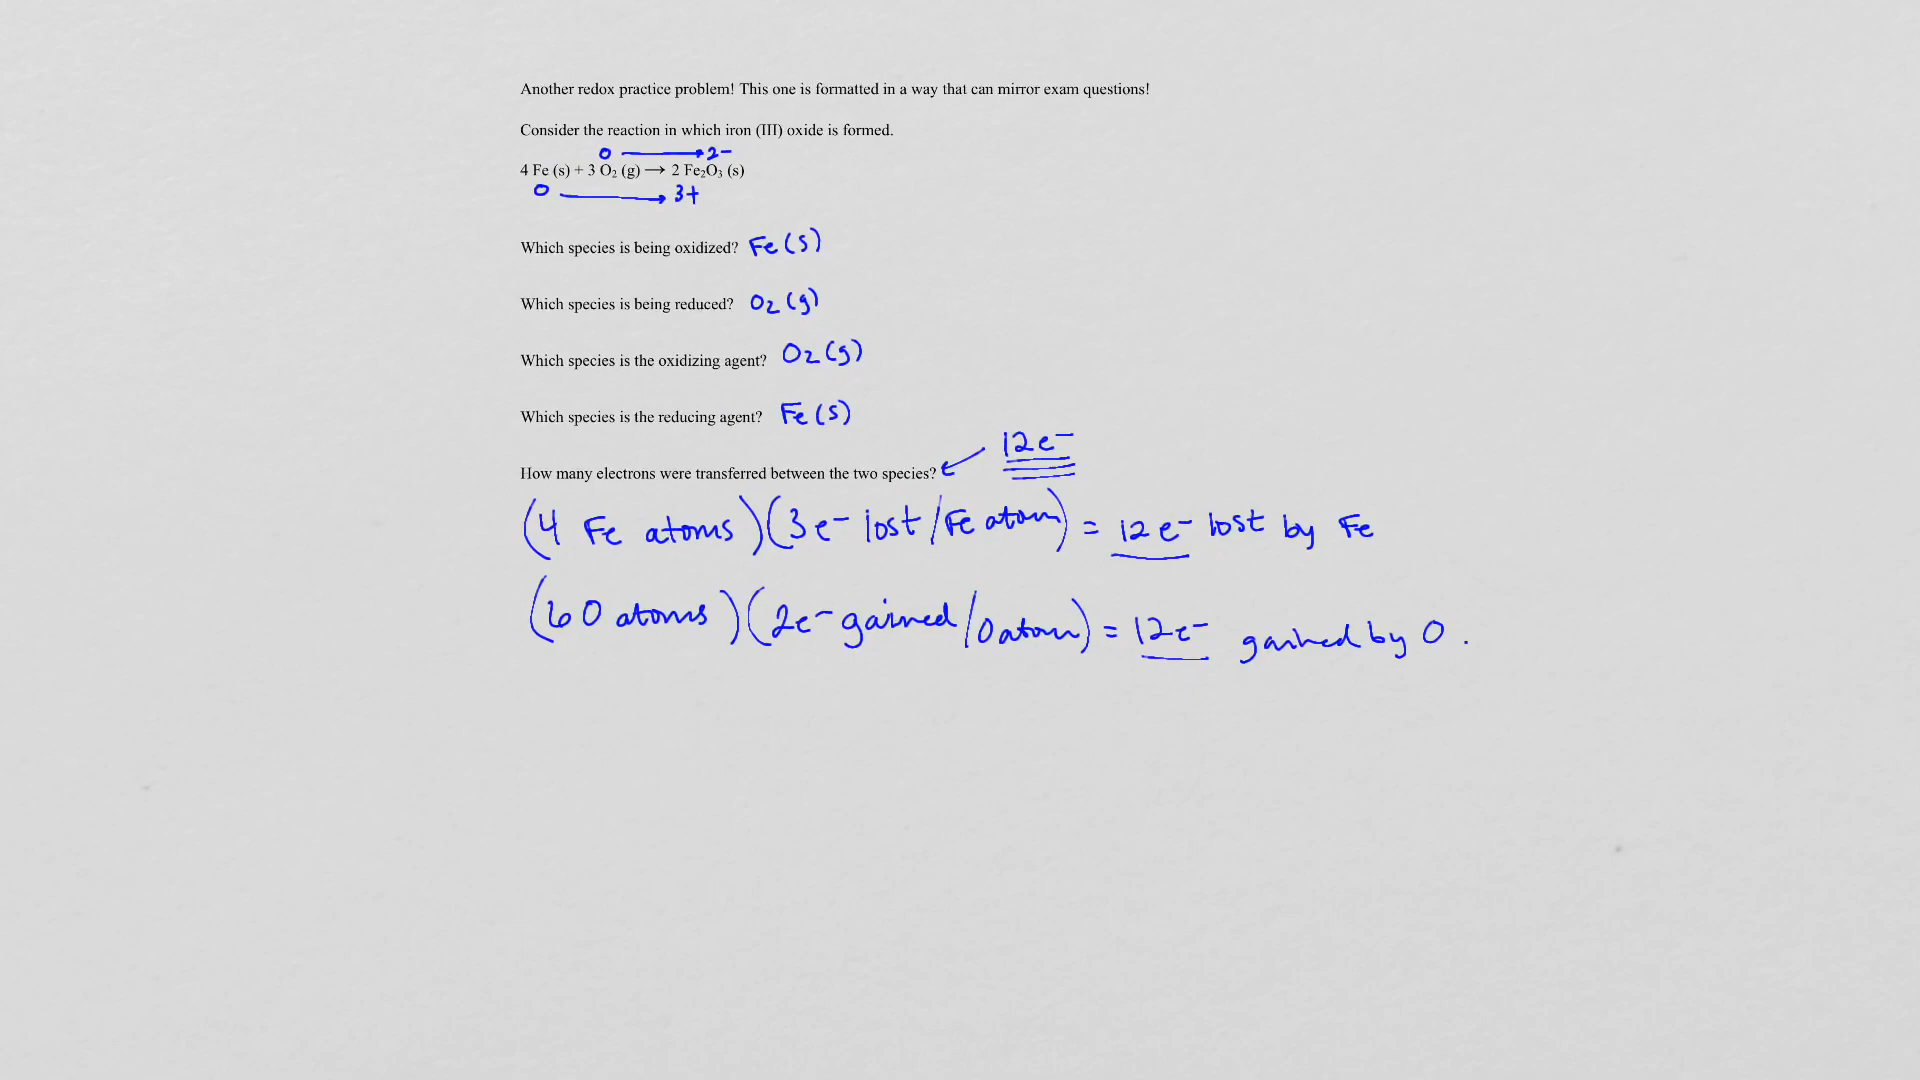 Another redox practice problem! This one is formatted in a way that can mirror exam questions!
Consider the reaction in which iron (III) oxide is formed.
0 → 2-
4 Fe (s) + 3 O₂ (g) → 2 Fe₂O₃ (s)
0 → 3+
Which species is being oxidized? Fe (s)
Which species is being reduced? O₂ (g)
Which species is the oxidizing agent? O₂ (g)
Which species is the reducing agent? Fe (s)
12e⁻
How many electrons were transferred between the two species?
(4 Fe atoms)(3e⁻ lost/Fe atom) = 12e⁻ lost by Fe
(6 O atoms)(2e⁻ gained/O atom) = 12e⁻ gained by O.